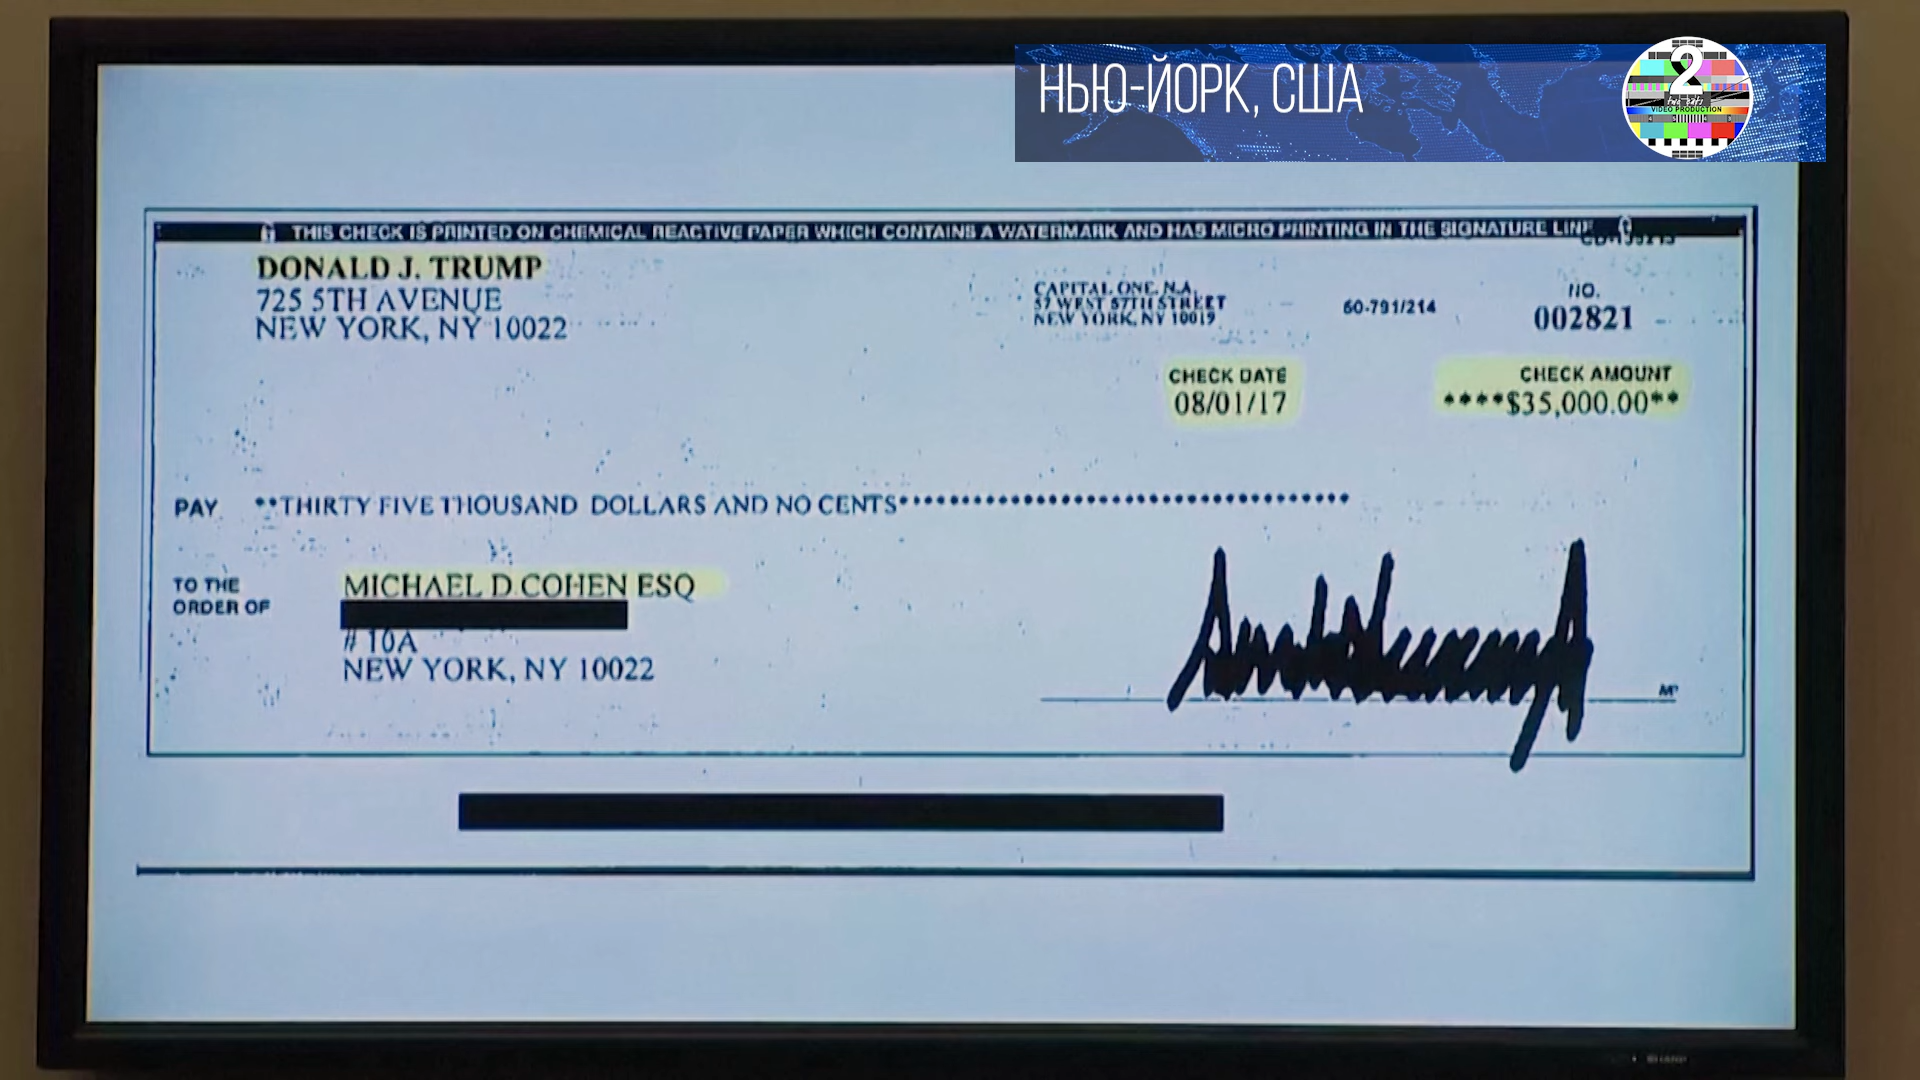 НЬЮ-ЙОРК, США
2
VIDEO PRODUCTION
THIS CHECK IS PRINTED ON CHEMICAL REACTIVE PAPER WHICH CONTAINS A WATERMARK AND HAS MICRO PRINTING IN THE SIGNATURE LINE
DONALD J. TRUMP
725 5TH AVENUE
NEW YORK, NY 10022
CAPITAL ONE, N.A.
57 WEST 57TH STREET
NEW YORK, NY 10019
60-791/214
NO.
002821
CHECK DATE
08/01/17
CHECK AMOUNT
****$35,000.00**
PAY **THIRTY FIVE THOUSAND DOLLARS AND NO CENTS************************************
TO THE
ORDER OF
MICHAEL D COHEN ESQ
# 10A
NEW YORK, NY 10022
MP